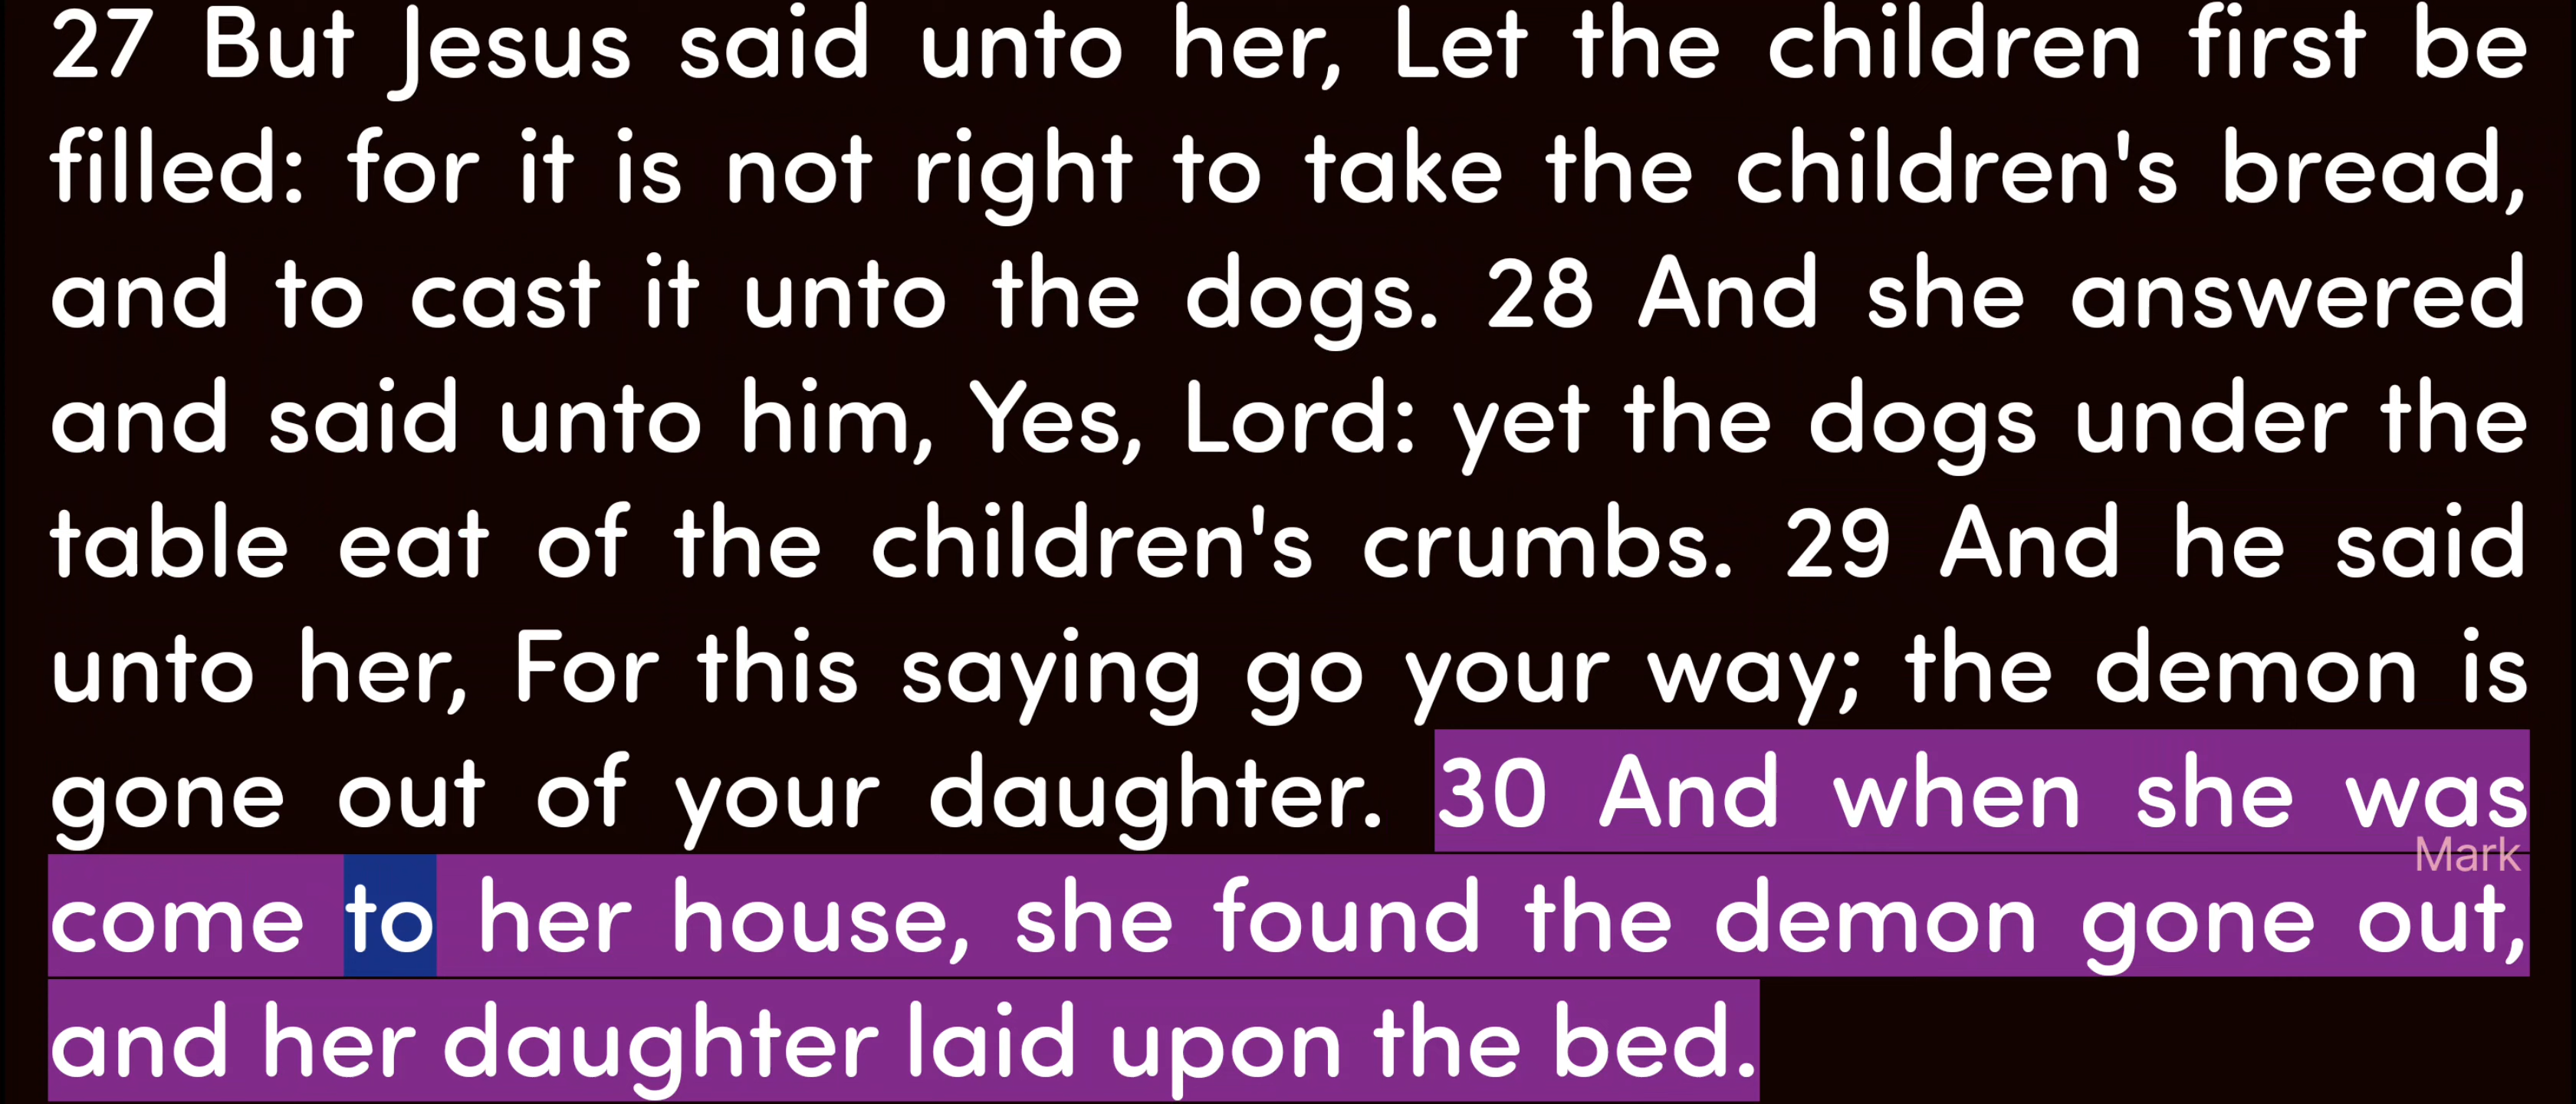 27 But Jesus said unto her, Let the children first be
filled: for it is not right to take the children's bread,
and to cast it unto the dogs. 28 And she answered
and said unto him, Yes, Lord: yet the dogs under the
table eat of the children's crumbs. 29 And he said
unto her, For this saying go your way; the demon is
gone out of your daughter. 30 And when she was
Mark
come to her house, she found the demon gone out,
and her daughter laid upon the bed.